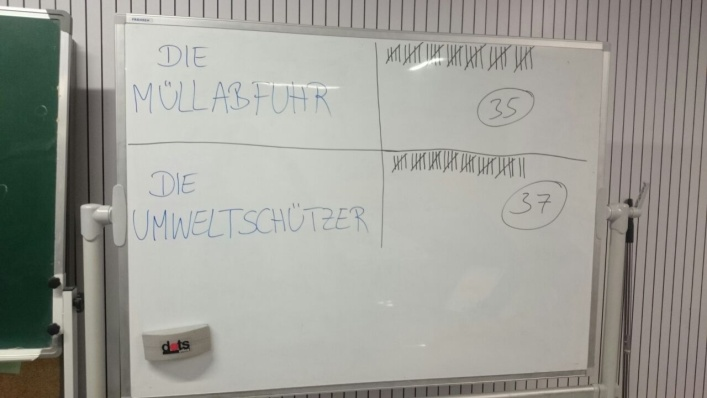 DIE
MÜLLABFUHR
35
DIE
UMWELTSCHÜTZER
37
dots